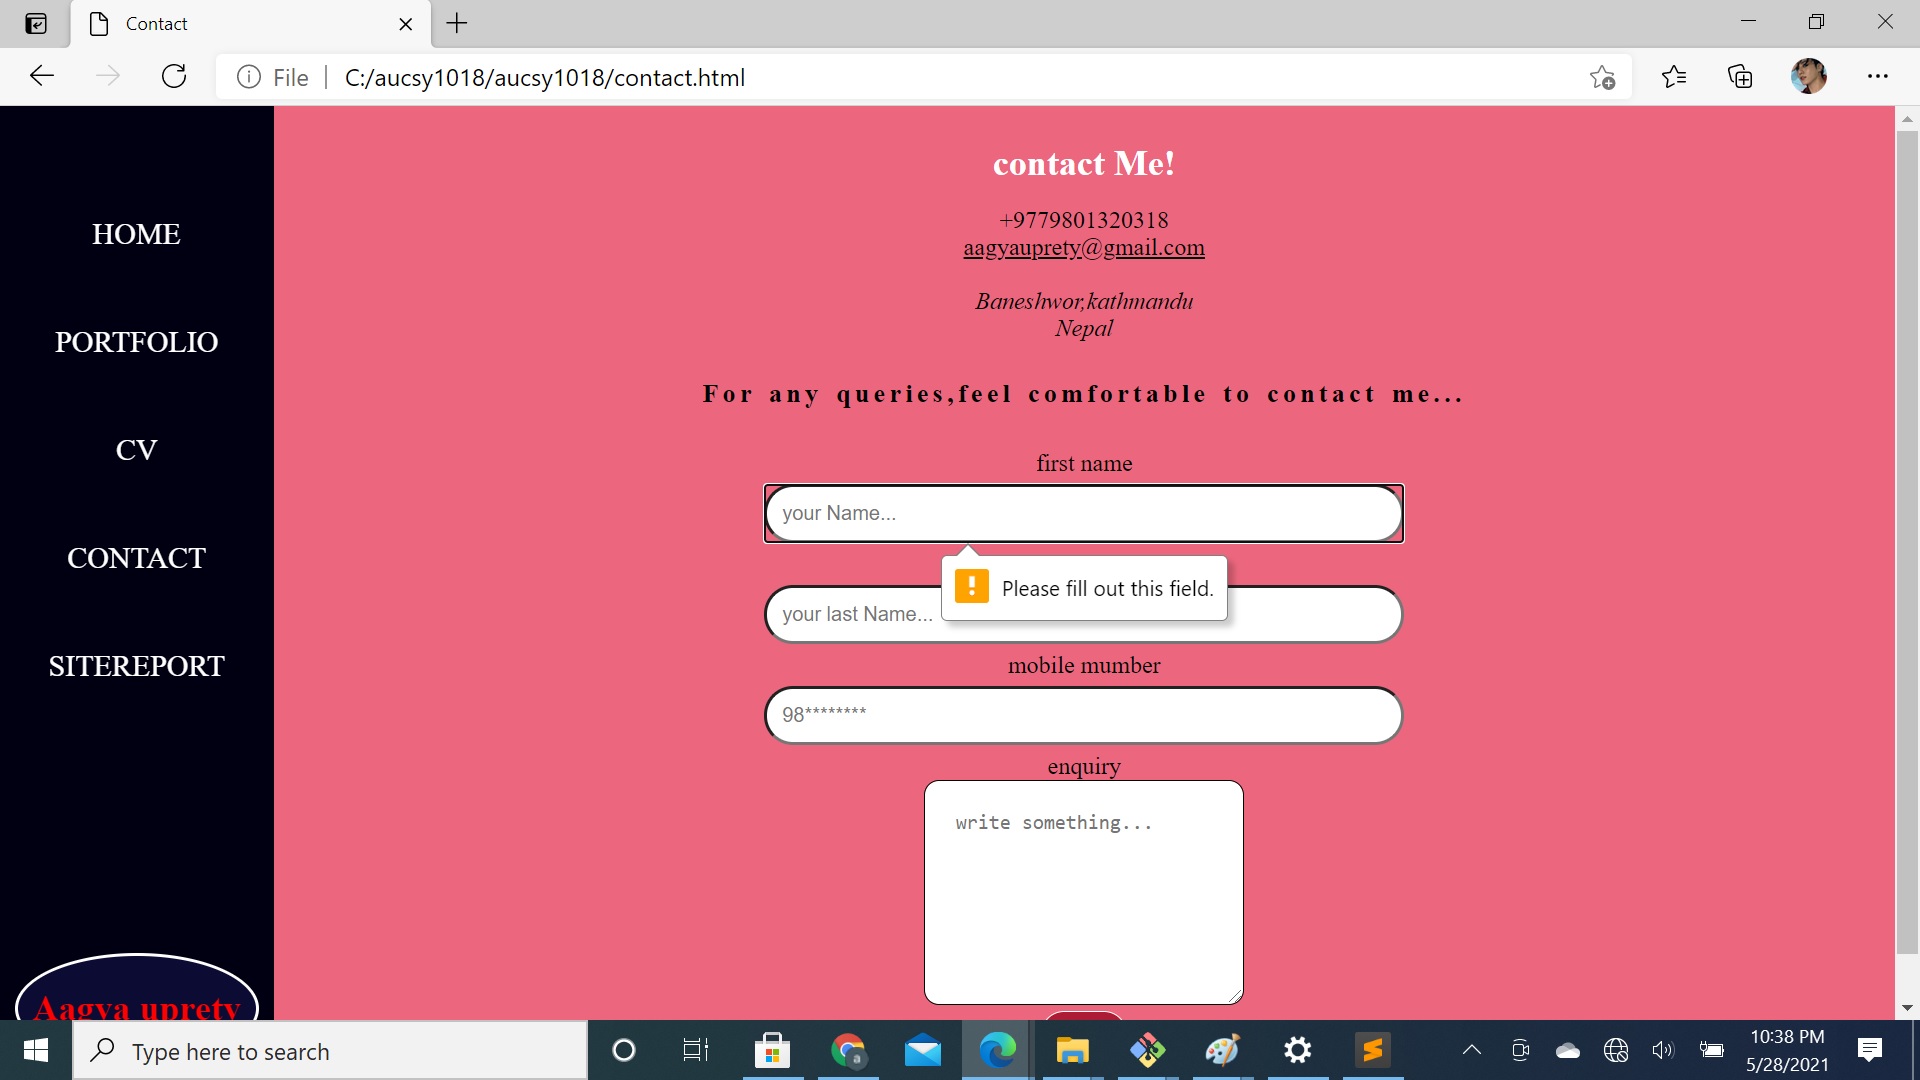 Contact
File
C:/aucsy1018/aucsy1018/contact.html
HOME
PORTFOLIO
CV
CONTACT
SITEREPORT
Aagya uprety
contact Me!
+9779801320318
aagyauprety@gmail.com
Baneshwor,kathmandu
Nepal
For any queries,feel comfortable to contact me...
first name
your Name...
Please fill out this field.
your last Name...
mobile mumber
98********
enquiry
write something...
Type here to search
10:38 PM
5/28/2021